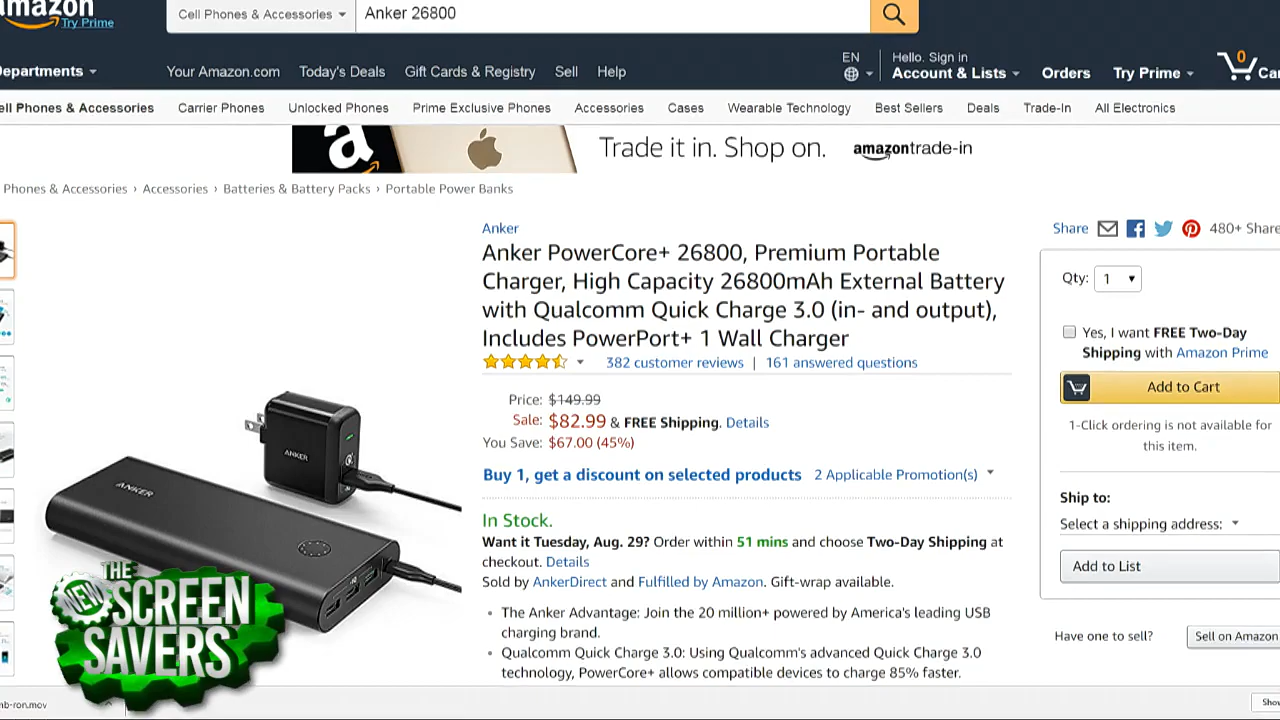 amazon
Try Prime
Cell Phones & Accessories
Anker 26800
Departments
Your Amazon.com Today's Deals Gift Cards & Registry Sell Help
EN
Hello. Sign in
Account & Lists
Orders
Try Prime
0
Car
ell Phones & Accessories Carrier Phones Unlocked Phones Prime Exclusive Phones Accessories Cases Wearable Technology Best Sellers Deals Trade-In All Electronics
a
Trade it in. Shop on.
amazontrade-in
Phones & Accessories › Accessories › Batteries & Battery Packs › Portable Power Banks
Anker
Anker PowerCore+ 26800, Premium Portable
Charger, High Capacity 26800mAh External Battery
with Qualcomm Quick Charge 3.0 (in- and output),
Includes PowerPort+ 1 Wall Charger
382 customer reviews | 161 answered questions
Price: $149.99
Sale: $82.99 & FREE Shipping. Details
You Save: $67.00 (45%)
Buy 1, get a discount on selected products 2 Applicable Promotion(s)
In Stock.
Want it Tuesday, Aug. 29? Order within 51 mins and choose Two-Day Shipping at
checkout. Details
Sold by AnkerDirect and Fulfilled by Amazon. Gift-wrap available.
• The Anker Advantage: Join the 20 million+ powered by America's leading USB
charging brand.
• Qualcomm Quick Charge 3.0: Using Qualcomm's advanced Quick Charge 3.0
technology, PowerCore+ allows compatible devices to charge 85% faster.
Share
480+ Share
Qty: 1
Yes, I want FREE Two-Day
Shipping with Amazon Prime
Add to Cart
1-Click ordering is not available for
this item.
Ship to:
Select a shipping address:
Add to List
Have one to sell?
Sell on Amazon
ANKER
ANKER
THE
NEW
SCREEN
SAVERS
mb-ron.mov
Show